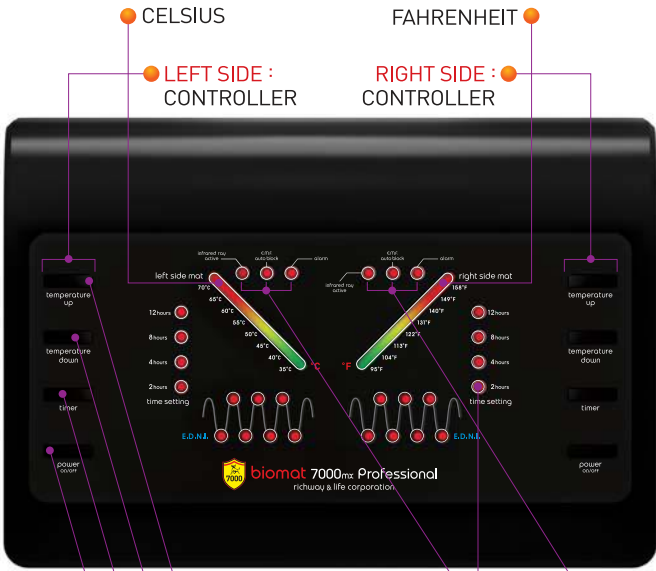 CELSIUS
FAHRENHEIT
LEFT SIDE :
CONTROLLER
RIGHT SIDE :
CONTROLLER
infrared ray
active
EMF
auto block
alarm
infrared ray
active
EMF
auto block
alarm
left side mat
right side mat
70°C
65°C
60°C
55°C
50°C
45°C
40°C
35°C
°C
158°F
149°F
140°F
131°F
122°F
113°F
104°F
95°F
°F
temperature
up
temperature
down
timer
power
on/off
12hours
8hours
4hours
2hours
time setting
12hours
8hours
4hours
2hours
time setting
temperature
up
temperature
down
timer
power
on/off
E.D.N.I.
E.D.N.I.
7000
biomat 7000mx Professional
richway & life corporation